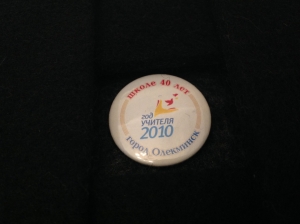 школе 40 лет
год
УЧИТЕЛЯ
2010
город Олекминск